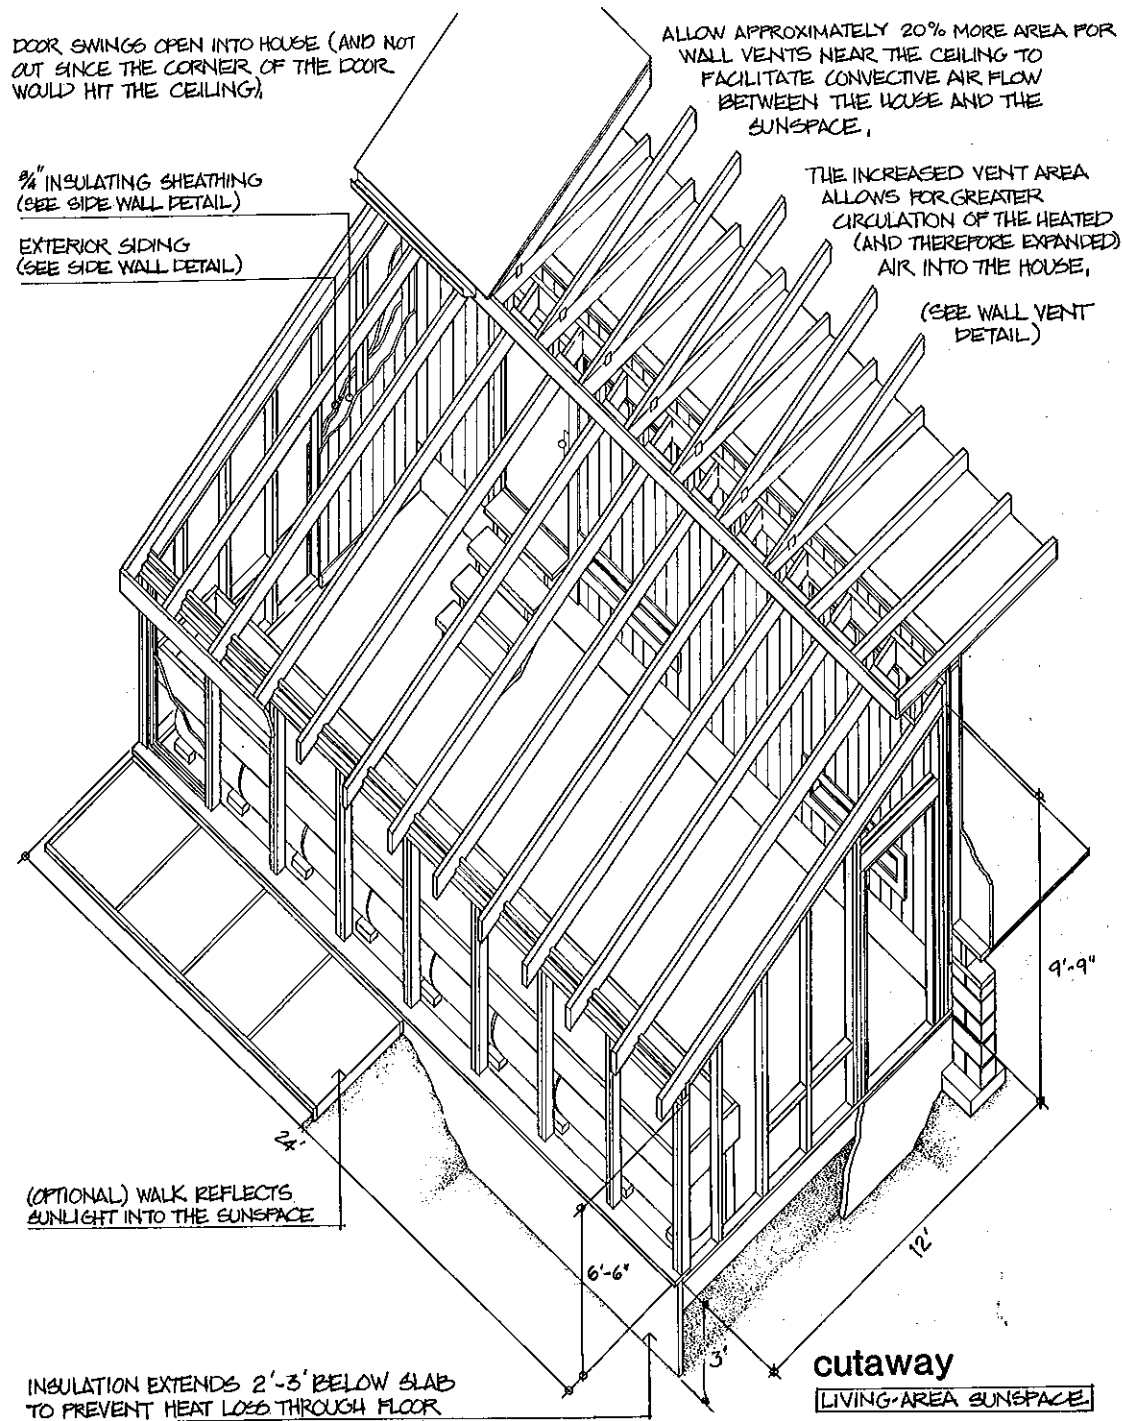 DOOR SWINGS OPEN INTO HOUSE (AND NOT
OUT SINCE THE CORNER OF THE DOOR
WOULD HIT THE CEILING).
3/4" INSULATING SHEATHING
(SEE SIDE WALL DETAIL)
EXTERIOR SIDING
(SEE SIDE WALL DETAIL)
ALLOW APPROXIMATELY 20% MORE AREA FOR
WALL VENTS NEAR THE CEILING TO
FACILITATE CONVECTIVE AIR FLOW
BETWEEN THE HOUSE AND THE
SUNSPACE.
THE INCREASED VENT AREA
ALLOWS FOR GREATER
CIRCULATION OF THE HEATED
(AND THEREFORE EXPANDED)
AIR INTO THE HOUSE.
(SEE WALL VENT
DETAIL)
9'-9"
24'
(OPTIONAL) WALK REFLECTS
SUNLIGHT INTO THE SUNSPACE
12'
6'-6"
3'
INSULATION EXTENDS 2'-3' BELOW SLAB
TO PREVENT HEAT LOSS THROUGH FLOOR
cutaway
LIVING-AREA SUNSPACE